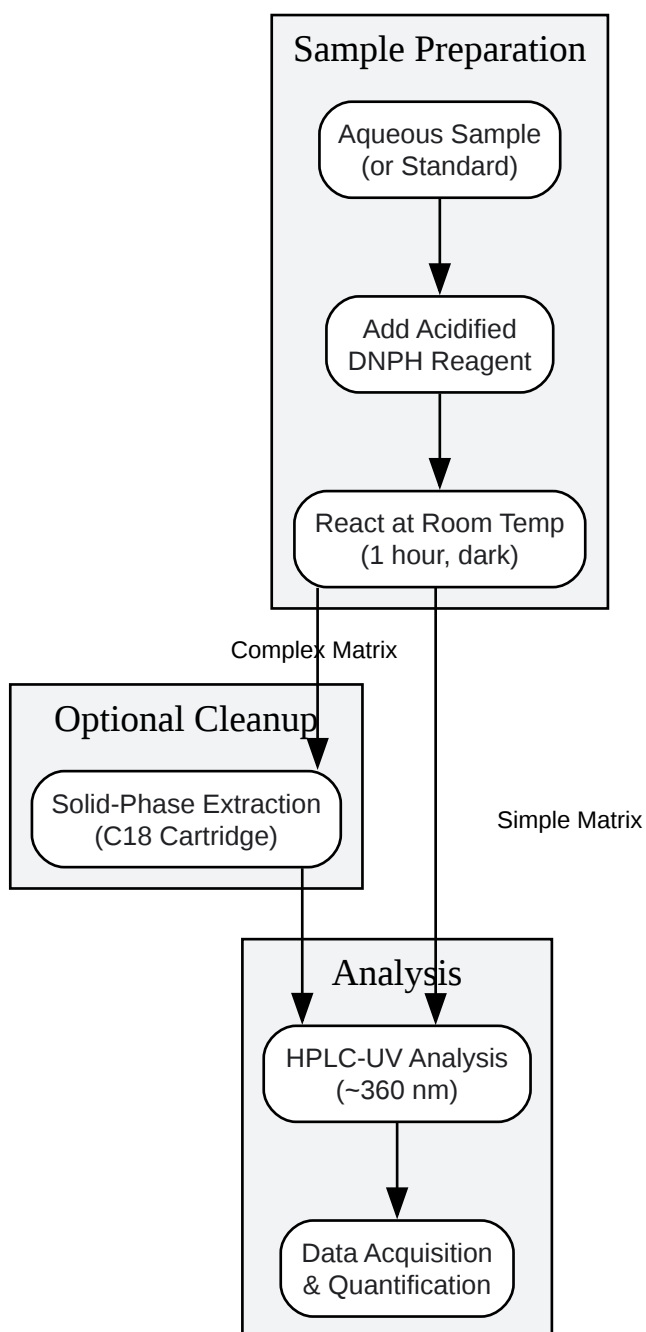 Sample Preparation
Aqueous Sample
(or Standard)
Add Acidified
DNPH Reagent
React at Room Temp
(1 hour, dark)
Complex Matrix
Optional Cleanup
Solid-Phase Extraction
(C18 Cartridge)
Simple Matrix
Analysis
HPLC-UV Analysis
(~360 nm)
Data Acquisition
& Quantification